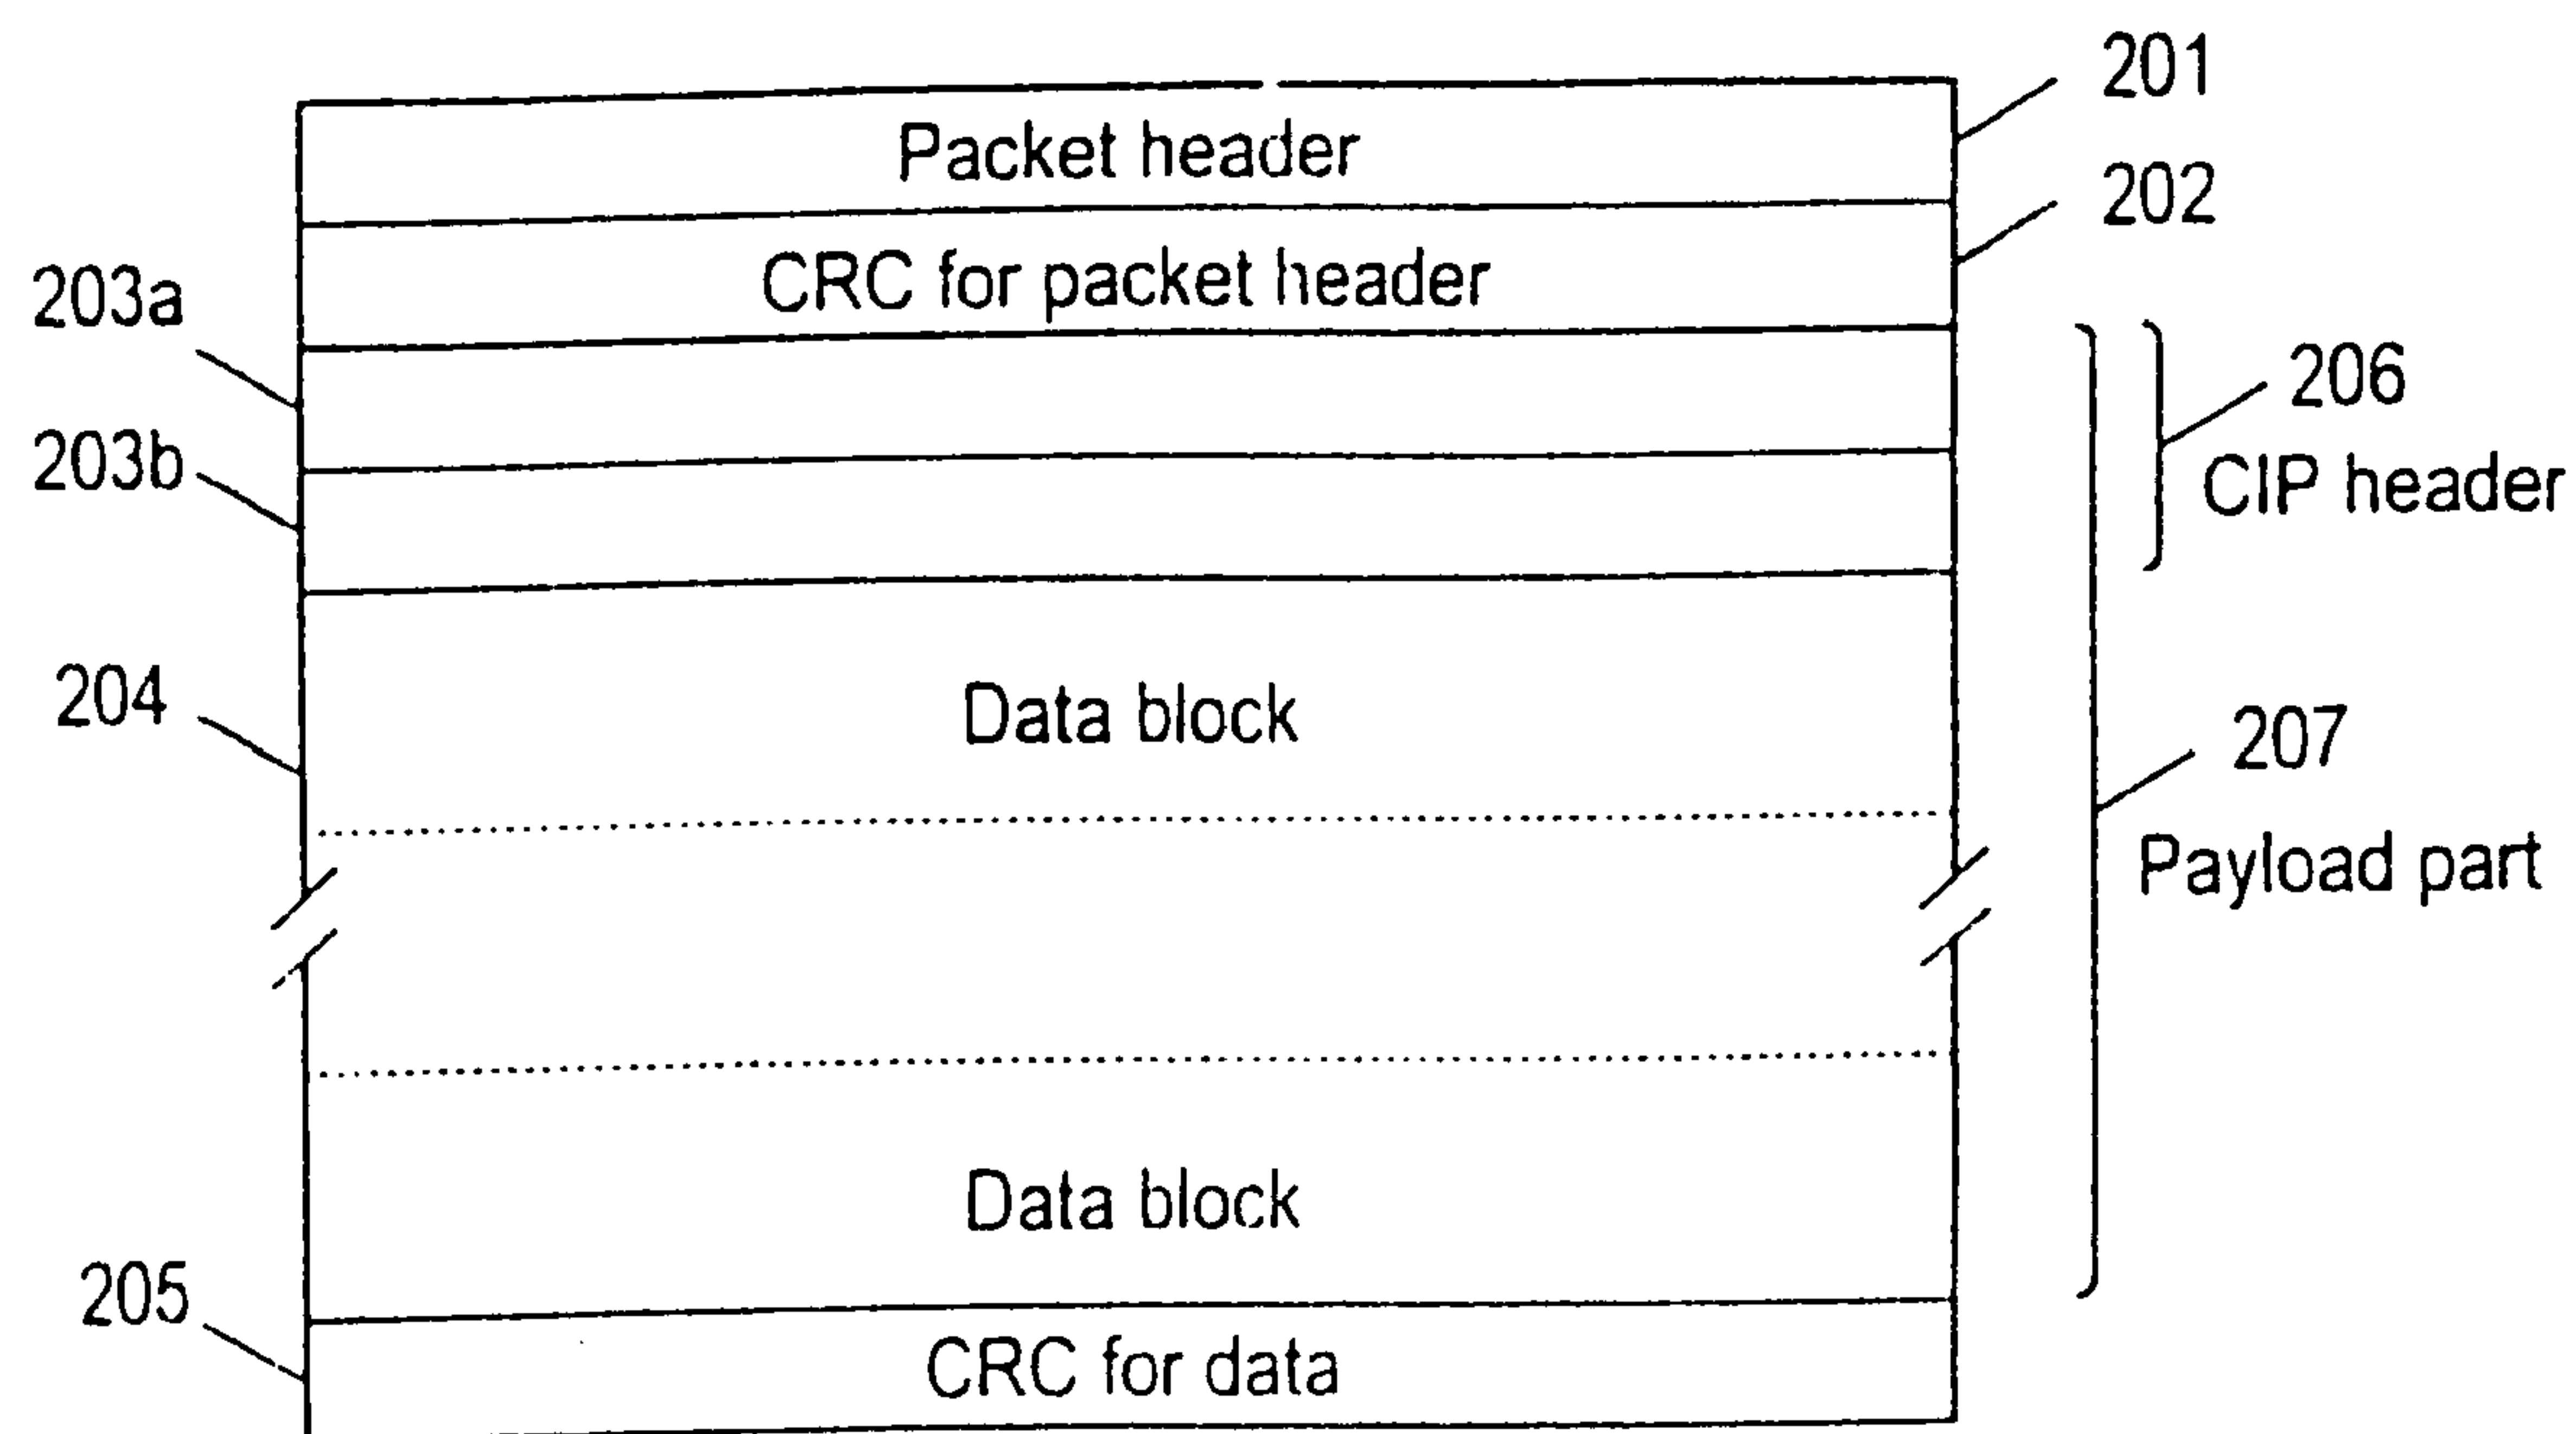 201
Packet header
202
CRC for packet header
203a
206
203b
CIP header
204
Data block
207
Payload part
Data block
205
CRC for data